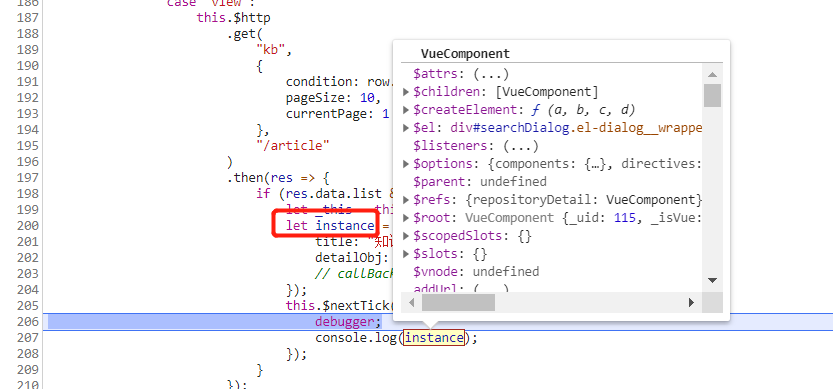 186 case "view":
187 this.$http
188 .get(
189 "kb",
190 {
191 condition: row.
192 pageSize: 10,
193 currentPage: 1
194 },
195 "/article"
196 )
197 .then(res => {
198 if (res.data.list &
199 let _this
200 let instance =
201 title: "知
202 detailObj:
203 // callBack
204 });
205 this.$nextTick(
206 debugger;
207 console.log(instance);
208 });
209 }
210 });
VueComponent
$attrs: (...)
$children: [VueComponent]
$createElement: ƒ (a, b, c, d)
$el: div#searchDialog.el-dialog__wrappe
$listeners: (...)
$options: {components: {…}, directives:
$parent: undefined
$refs: {repositoryDetail: VueComponent}
$root: VueComponent {_uid: 115, _isVue:
$scopedSlots: {}
$slots: {}
$vnode: undefined
addUrl: (...)